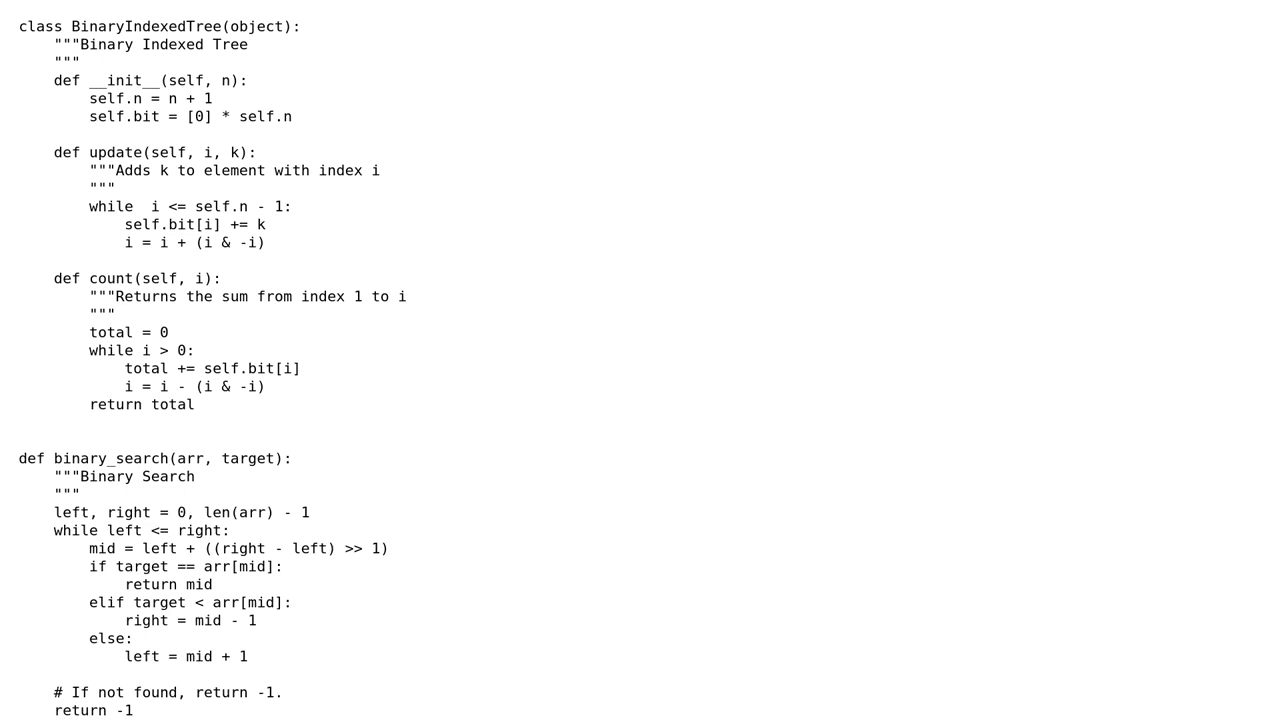 class BinaryIndexedTree(object):
    """Binary Indexed Tree
    """
    def __init__(self, n):
        self.n = n + 1
        self.bit = [0] * self.n

    def update(self, i, k):
        """Adds k to element with index i
        """
        while  i <= self.n - 1:
            self.bit[i] += k
            i = i + (i & -i)

    def count(self, i):
        """Returns the sum from index 1 to i
        """
        total = 0
        while i > 0:
            total += self.bit[i]
            i = i - (i & -i)
        return total


def binary_search(arr, target):
    """Binary Search
    """
    left, right = 0, len(arr) - 1
    while left <= right:
        mid = left + ((right - left) >> 1)
        if target == arr[mid]:
            return mid
        elif target < arr[mid]:
            right = mid - 1
        else:
            left = mid + 1

    # If not found, return -1.
    return -1